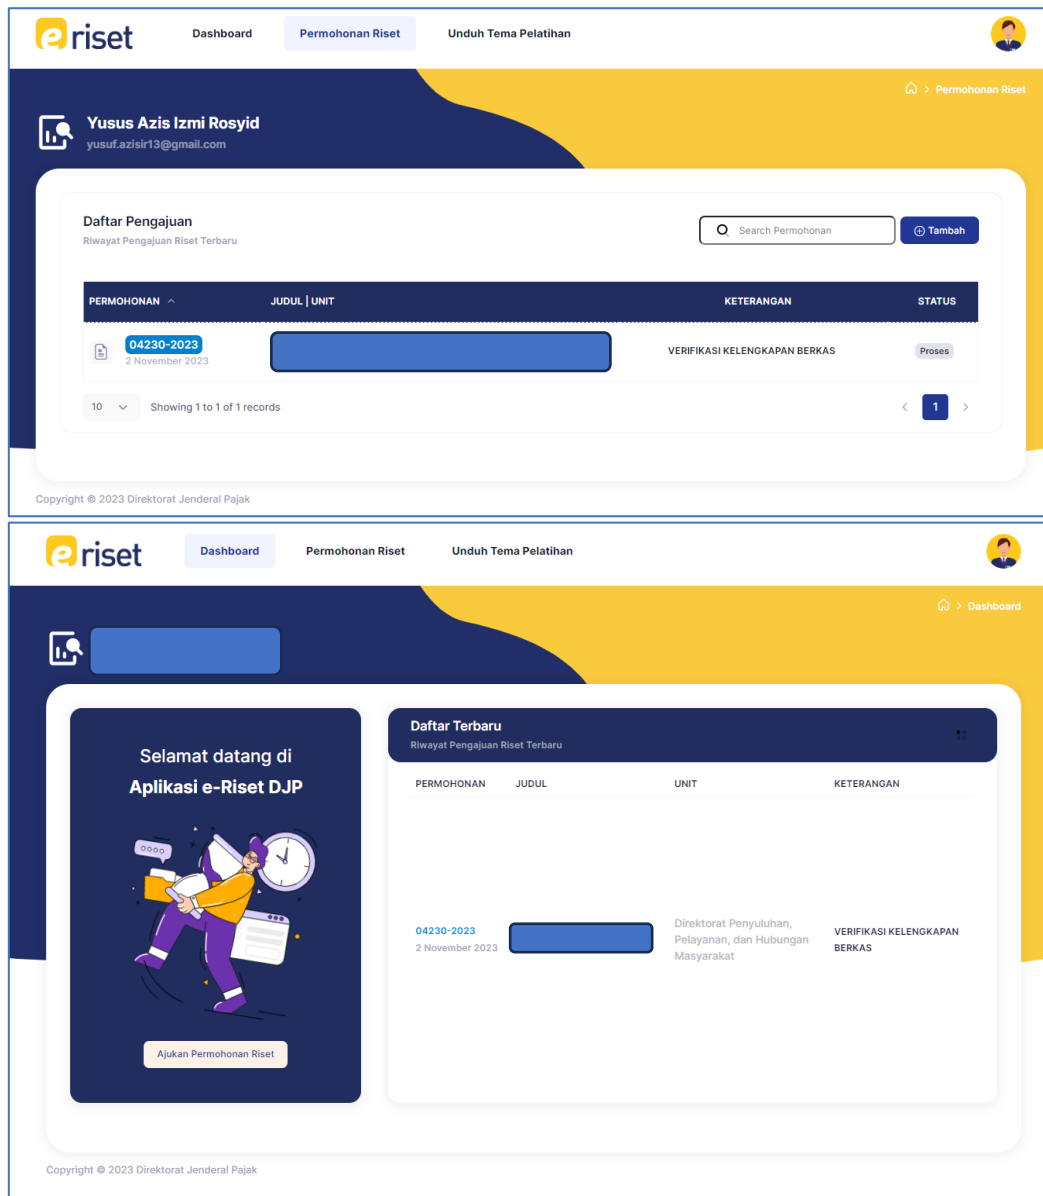 e riset
Dashboard
Permohonan Riset
Unduh Tema Pelatihan
> Permohonan Riset
Yusus Azis Izmi Rosyid
yusuf.azisir13@gmail.com
Daftar Pengajuan
Riwayat Pengajuan Riset Terbaru
Search Permohonan
Tambah
PERMOHONAN
JUDUL | UNIT
KETERANGAN
STATUS
04230-2023
2 November 2023
VERIFIKASI KELENGKAPAN BERKAS
Proses
10
Showing 1 to 1 of 1 records
< 1 >
Copyright © 2023 Direktorat Jenderal Pajak
e riset
Dashboard
Permohonan Riset
Unduh Tema Pelatihan
> Dashboard
Selamat datang di
Aplikasi e-Riset DJP
Ajukan Permohonan Riset
Daftar Terbaru
Riwayat Pengajuan Riset Terbaru
PERMOHONAN
JUDUL
UNIT
KETERANGAN
04230-2023
2 November 2023
Direktorat Penyuluhan,
Pelayanan, dan Hubungan
Masyarakat
VERIFIKASI KELENGKAPAN
BERKAS
Copyright © 2023 Direktorat Jenderal Pajak